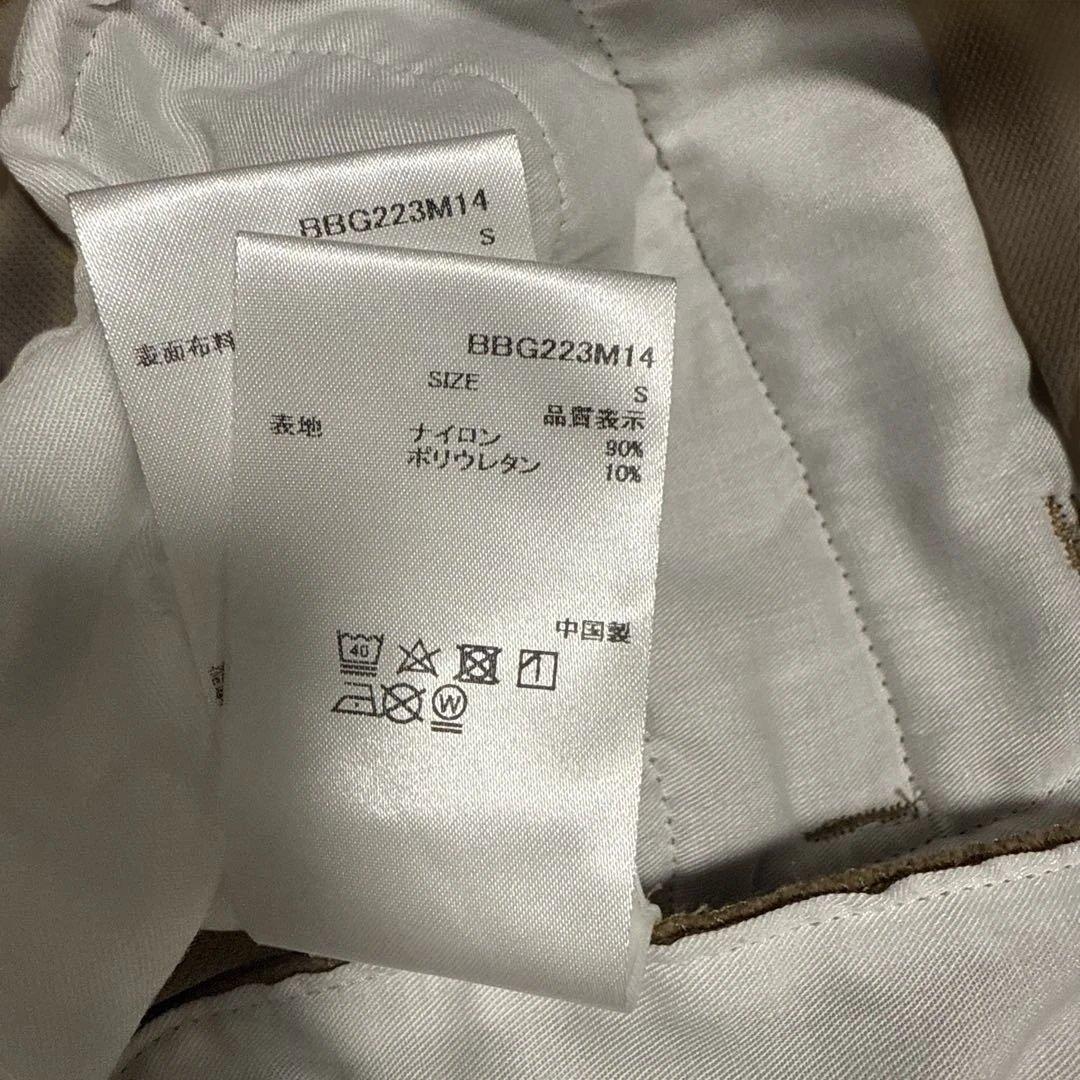 BBG223M14
S
表面布料
BBG223M14
SIZE S
品質表示
表地 ナイロン 90%
ポリウレタン 10%
中国製
40
W